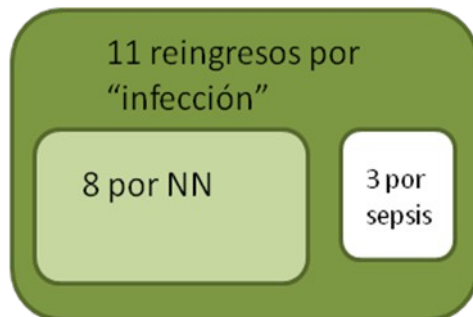 11 reingresos por
“infección”
8 por NN
3 por
sepsis